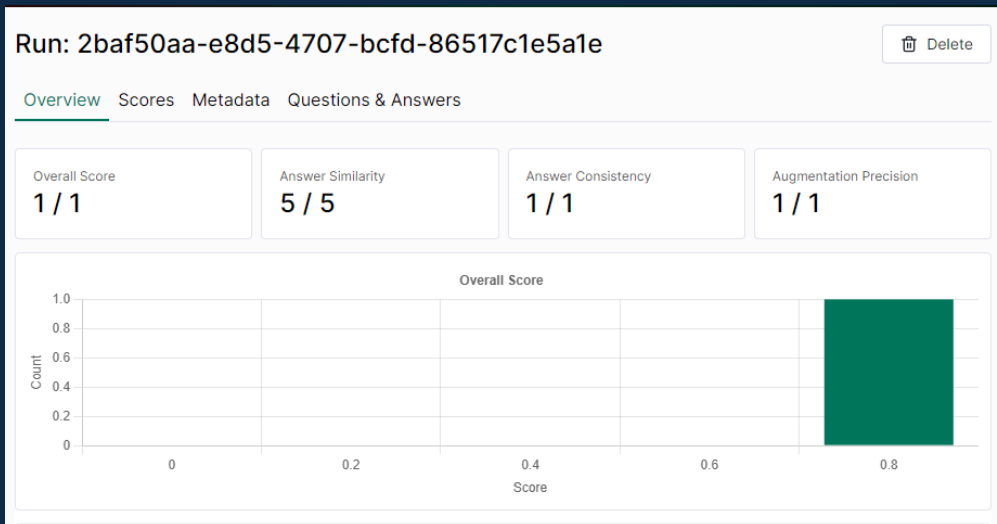 Run: 2baf50aa-e8d5-4707-bcfd-86517c1e5a1e
Delete
Overview Scores Metadata Questions & Answers
Overall Score
1 / 1
Answer Similarity
5 / 5
Answer Consistency
1 / 1
Augmentation Precision
1 / 1
Overall Score
1.0
0.8
0.6
0.4
0.2
0
Count
0 0.2 0.4 0.6 0.8
Score